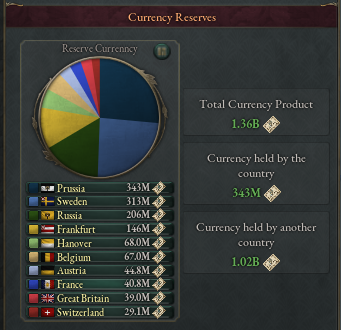 Currency Reserves
Reserve Currenncy
Prussia 343M
Sweden 313M
Russia 206M
Frankfurt 146M
Hanover 68.0M
Belgium 67.0M
Austria 44.8M
France 40.8M
Great Britain 39.0M
Switzerland 29.1M
Total Currency Product
1.36B
Currency held by the
country
343M
Currency held by another
country
1.02B